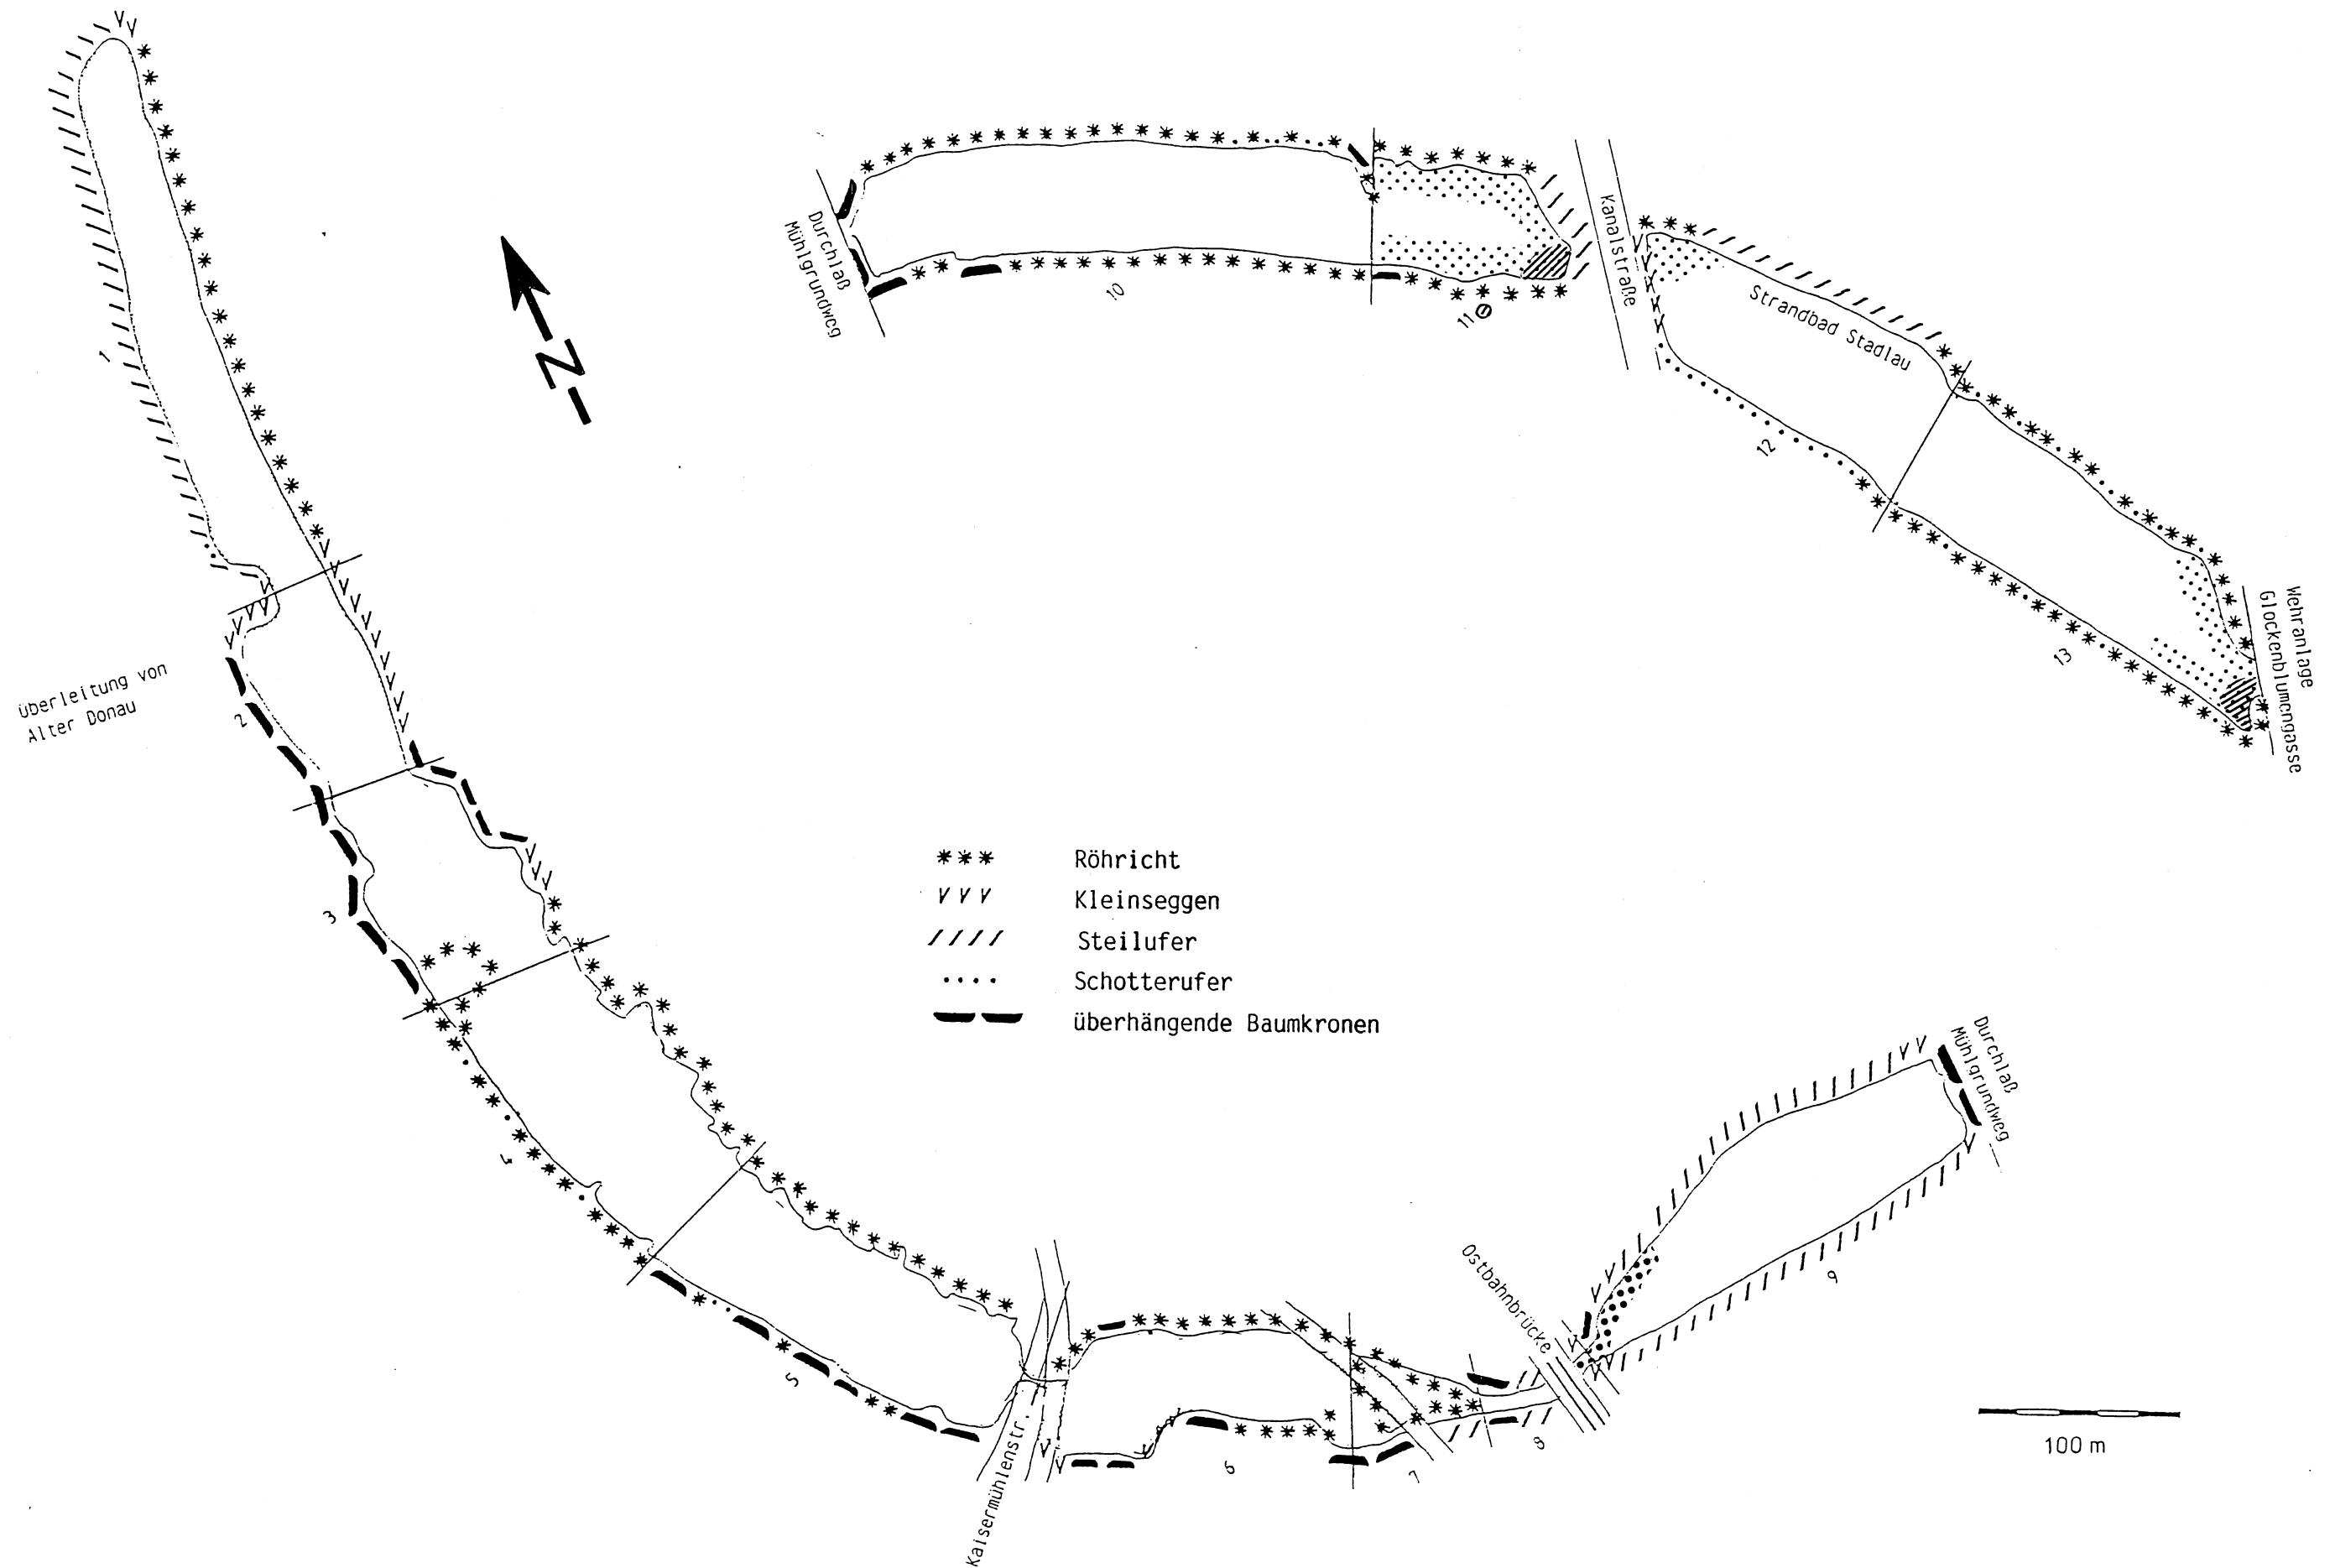 N
1
Überleitung von
Alter Donau
2
3
4
5
Kaisermühlenstr.
6
7
8
Ostbahnbrücke
9
Durchlaß
Mühlgrundweg
Durchlaß
Mühlgrundweg
10
11
Kanalstraße
Strandbad Stadlau
12
13
Wehranlage
Glockenblumengasse
Röhricht
Kleinseggen
Steilufer
Schotterufer
überhängende Baumkronen
100 m